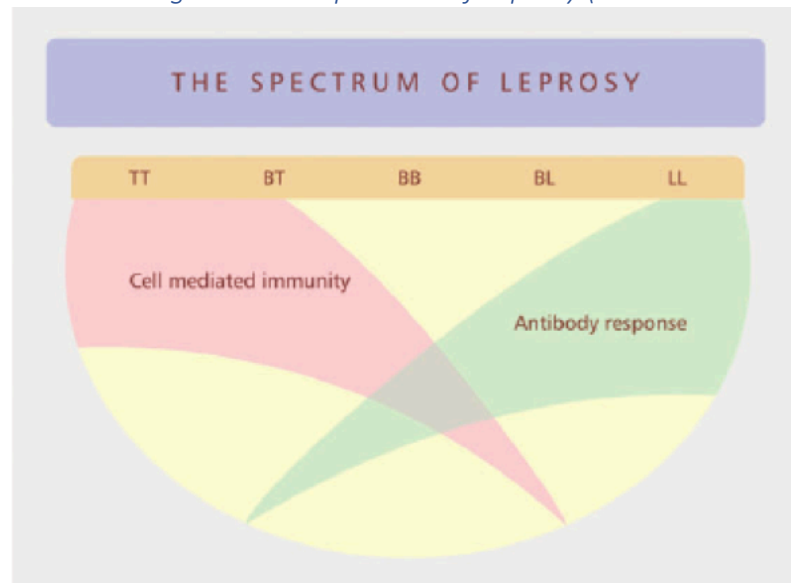 THE SPECTRUM OF LEPROSY
TT BT BB BL LL
Cell mediated immunity
Antibody response